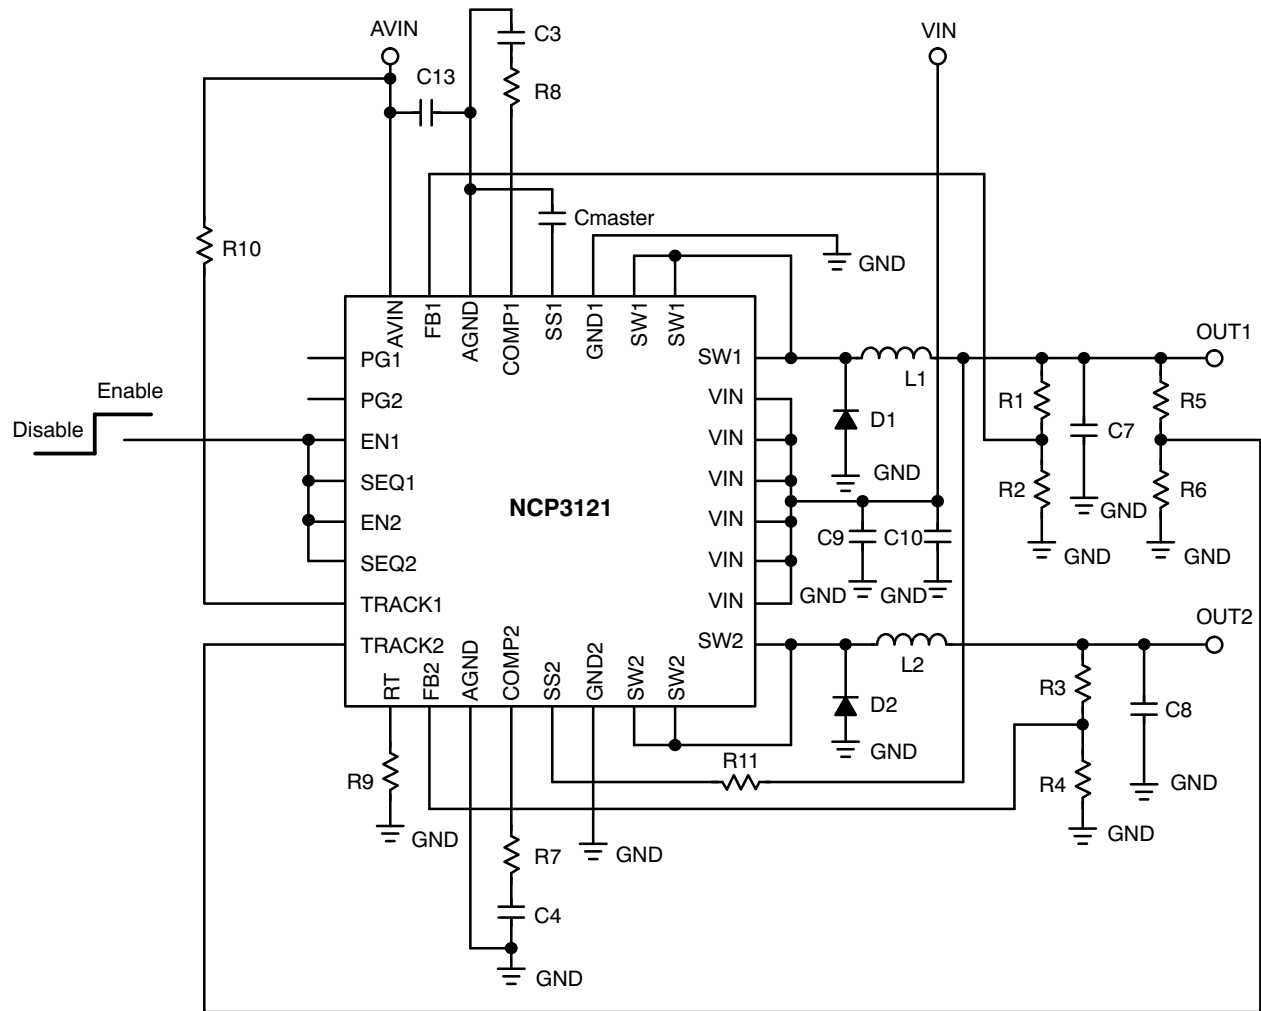 AVIN
VIN
C3
C13
R8
Cmaster
R10
GND
AVIN
FB1
AGND
COMP1
SS1
GND1
SW1
SW1
OUT1
PG1
SW1
L1
Enable
PG2
VIN
R1
R5
D1
C7
Disable
EN1
VIN
GND
SEQ1
VIN
R2
R6
NCP3121
GND
EN2
VIN
C9
C10
SEQ2
VIN
GND
GND
GND
GND
TRACK1
VIN
OUT2
TRACK2
SW2
L2
RT
FB2
AGND
COMP2
SS2
GND2
SW2
SW2
R3
D2
C8
GND
R11
R9
R4
GND
GND
GND
R7
GND
C4
GND